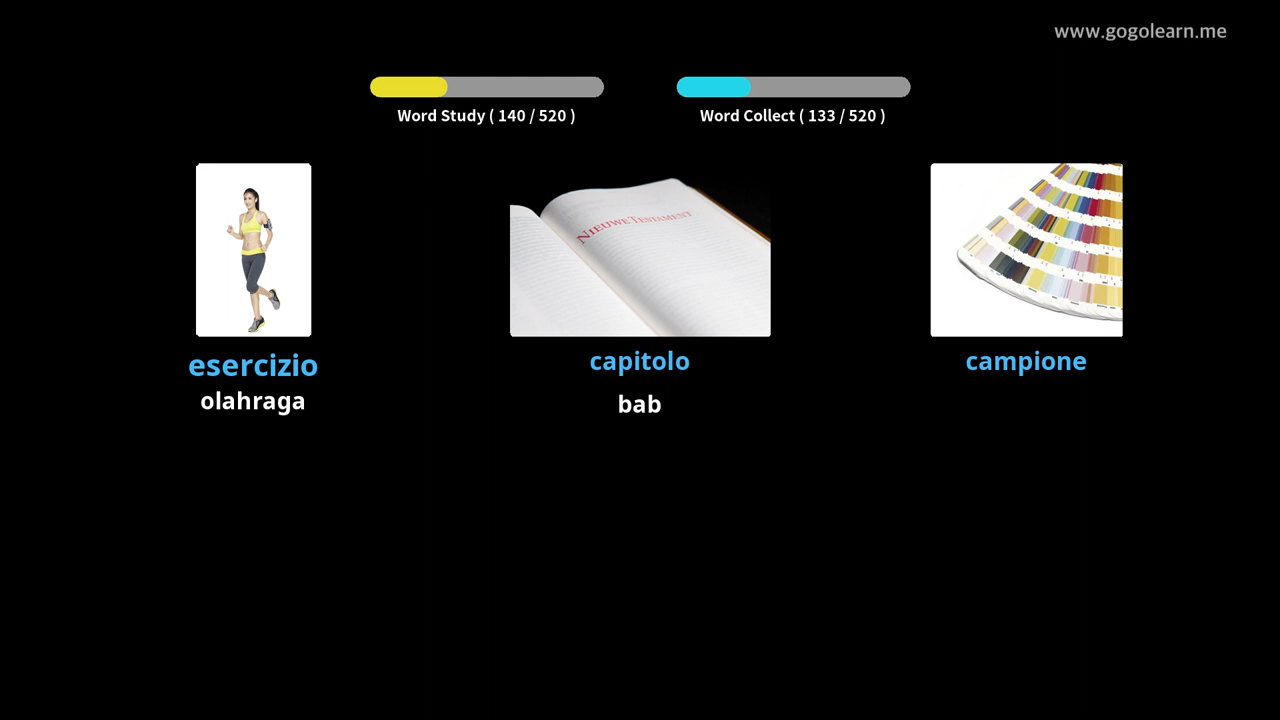 www.gogolearn.me
Word Study ( 140 / 520 )
Word Collect ( 133 / 520 )
NIEUWE TESTAMENT
esercizio
capitolo
campione
olahraga
bab